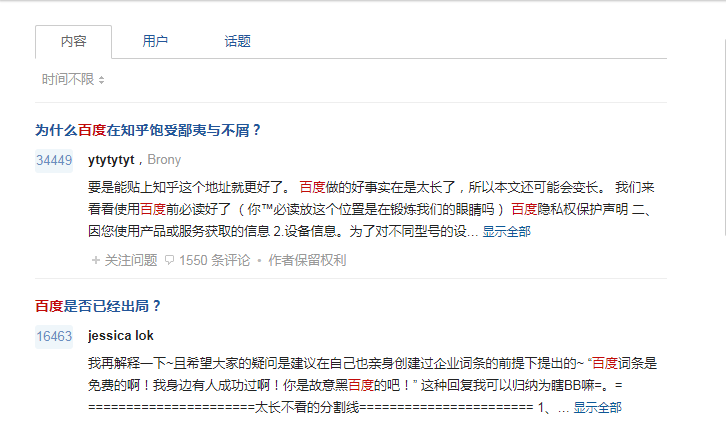 内容 用户 话题
时间不限
为什么百度在知乎饱受鄙夷与不屑？
34449 ytytytyt，Brony
要是能贴上知乎这个地址就更好了。 百度做的好事实在是太长了，所以本文还可能会变长。 我们来
看看使用百度前必读好了（你™必读放这个位置是在锻炼我们的眼睛吗） 百度隐私权保护声明 二、
因您使用产品或服务获取的信息 2.设备信息。为了对不同型号的设... 显示全部
+ 关注问题 1550 条评论 • 作者保留权利
百度是否已经出局？
16463 jessica lok
我再解释一下~且希望大家的疑问是建议在自己也亲身创建过企业词条的前提下提出的~ “百度词条是
免费的啊！我身边有人成功过啊！你是故意黑百度的吧！” 这种回复我可以归纳为瞎BB嘛=。=
======================太长不看的分割线======================= 1、... 显示全部